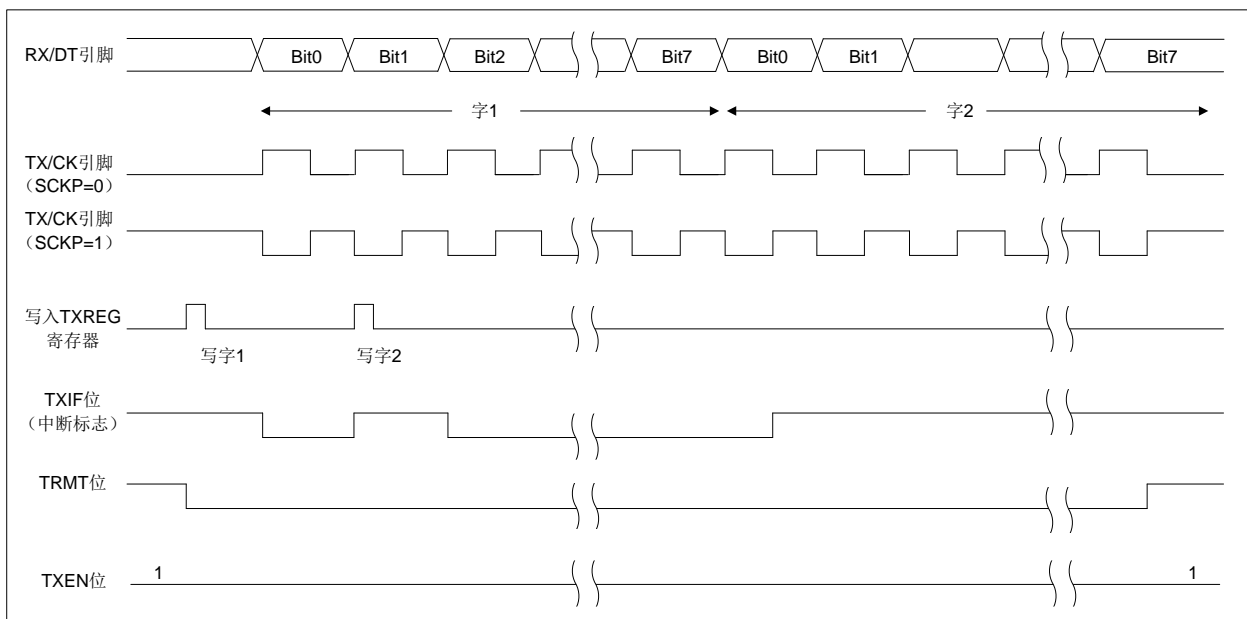 RX/DT引脚 Bit0 Bit1 Bit2 Bit7 Bit0 Bit1 Bit7
字1 字2
TX/CK引脚
（SCKP=0）
TX/CK引脚
（SCKP=1）
写入TXREG
寄存器
写字1 写字2
TXIF位
（中断标志）
TRMT位
TXEN位 1 1